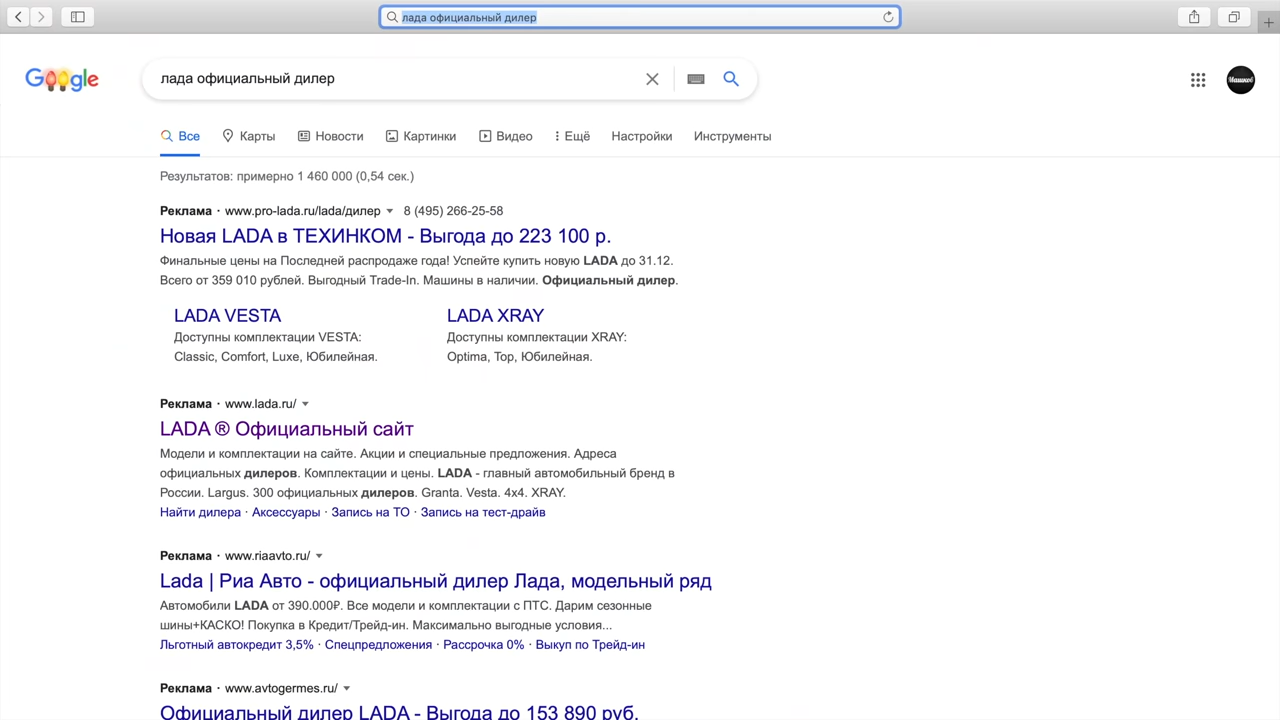 лада официальный дилер
Google
лада официальный дилер
Машков
Все Карты Новости Картинки Видео Ещё Настройки Инструменты
Результатов: примерно 1 460 000 (0,54 сек.)
Реклама · www.pro-lada.ru/lada/дилер 8 (495) 266-25-58
Новая LADA в ТЕХИНКОМ - Выгода до 223 100 р.
Финальные цены на Последней распродаже года! Успейте купить новую LADA до 31.12.
Всего от 359 010 рублей. Выгодный Trade-In. Машины в наличии. Официальный дилер.
LADA VESTA
Доступны комплектации VESTA:
Classic, Comfort, Luxe, Юбилейная.
LADA XRAY
Доступны комплектации XRAY:
Optima, Top, Юбилейная.
Реклама · www.lada.ru/
LADA ® Официальный сайт
Модели и комплектации на сайте. Акции и специальные предложения. Адреса
официальных дилеров. Комплектации и цены. LADA - главный автомобильный бренд в
России. Largus. 300 официальных дилеров. Granta. Vesta. 4x4. XRAY.
Найти дилера · Аксессуары · Запись на ТО · Запись на тест-драйв
Реклама · www.riaavto.ru/
Lada | Риа Авто - официальный дилер Лада, модельный ряд
Автомобили LADA от 390.000₽. Все модели и комплектации с ПТС. Дарим сезонные
шины+КАСКО! Покупка в Кредит/Трейд-ин. Максимально выгодные условия...
Льготный автокредит 3,5% · Спецпредложения · Рассрочка 0% · Выкуп по Трейд-ин
Реклама · www.avtogermes.ru/
Официальный дилер LADA - Выгода до 153 890 руб.